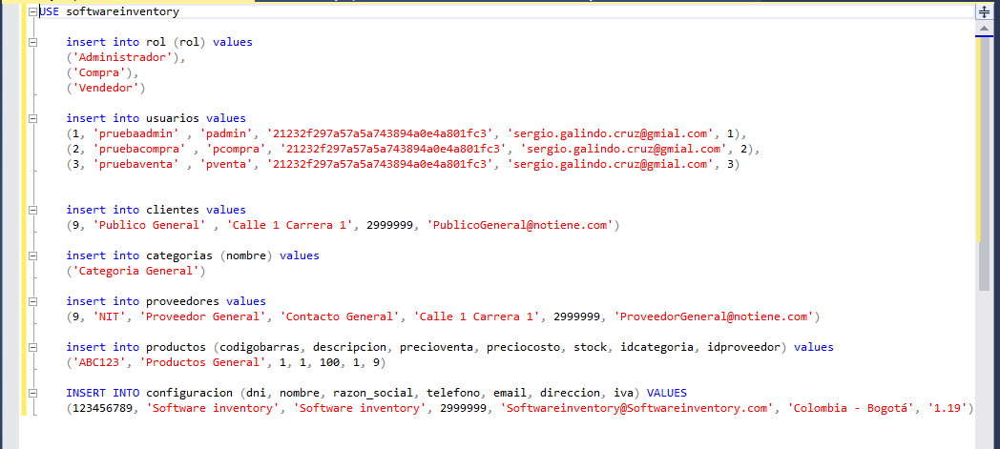 USE softwareinventory
insert into rol (rol) values
('Administrador'),
('Compra'),
('Vendedor')
insert into usuarios values
(1, 'pruebaadmin' , 'padmin', '21232f297a57a5a743894a0e4a801fc3', 'sergio.galindo.cruz@gmial.com', 1),
(2, 'pruebacompra' , 'pcompra', '21232f297a57a5a743894a0e4a801fc3', 'sergio.galindo.cruz@gmial.com', 2),
(3, 'pruebaventa' , 'pventa', '21232f297a57a5a743894a0e4a801fc3', 'sergio.galindo.cruz@gmial.com', 3)
insert into clientes values
(9, 'Publico General' , 'Calle 1 Carrera 1', 2999999, 'PublicoGeneral@notiene.com')
insert into categorias (nombre) values
('Categoria General')
insert into proveedores values
(9, 'NIT', 'Proveedor General', 'Contacto General', 'Calle 1 Carrera 1', 2999999, 'ProveedorGeneral@notiene.com')
insert into productos (codigobarras, descripcion, precioventa, preciocosto, stock, idcategoria, idproveedor) values
('ABC123', 'Productos General', 1, 1, 100, 1, 9)
INSERT INTO configuracion (dni, nombre, razon_social, telefono, email, direccion, iva) VALUES
(123456789, 'Software inventory', 'Software inventory', 2999999, 'Softwareinventory@Softwareinventory.com', 'Colombia - Bogotá', '1.19')